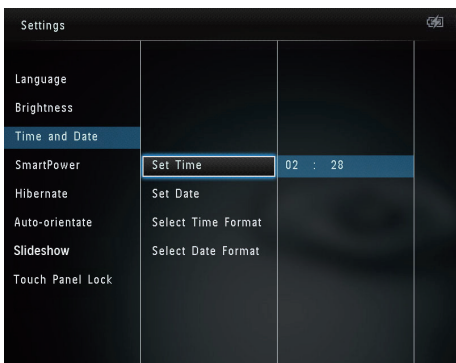 Settings
Language
Brightness
Time and Date
SmartPower
Set Time
02 : 28
Hibernate
Set Date
Auto-orientate
Select Time Format
Slideshow
Select Date Format
Touch Panel Lock